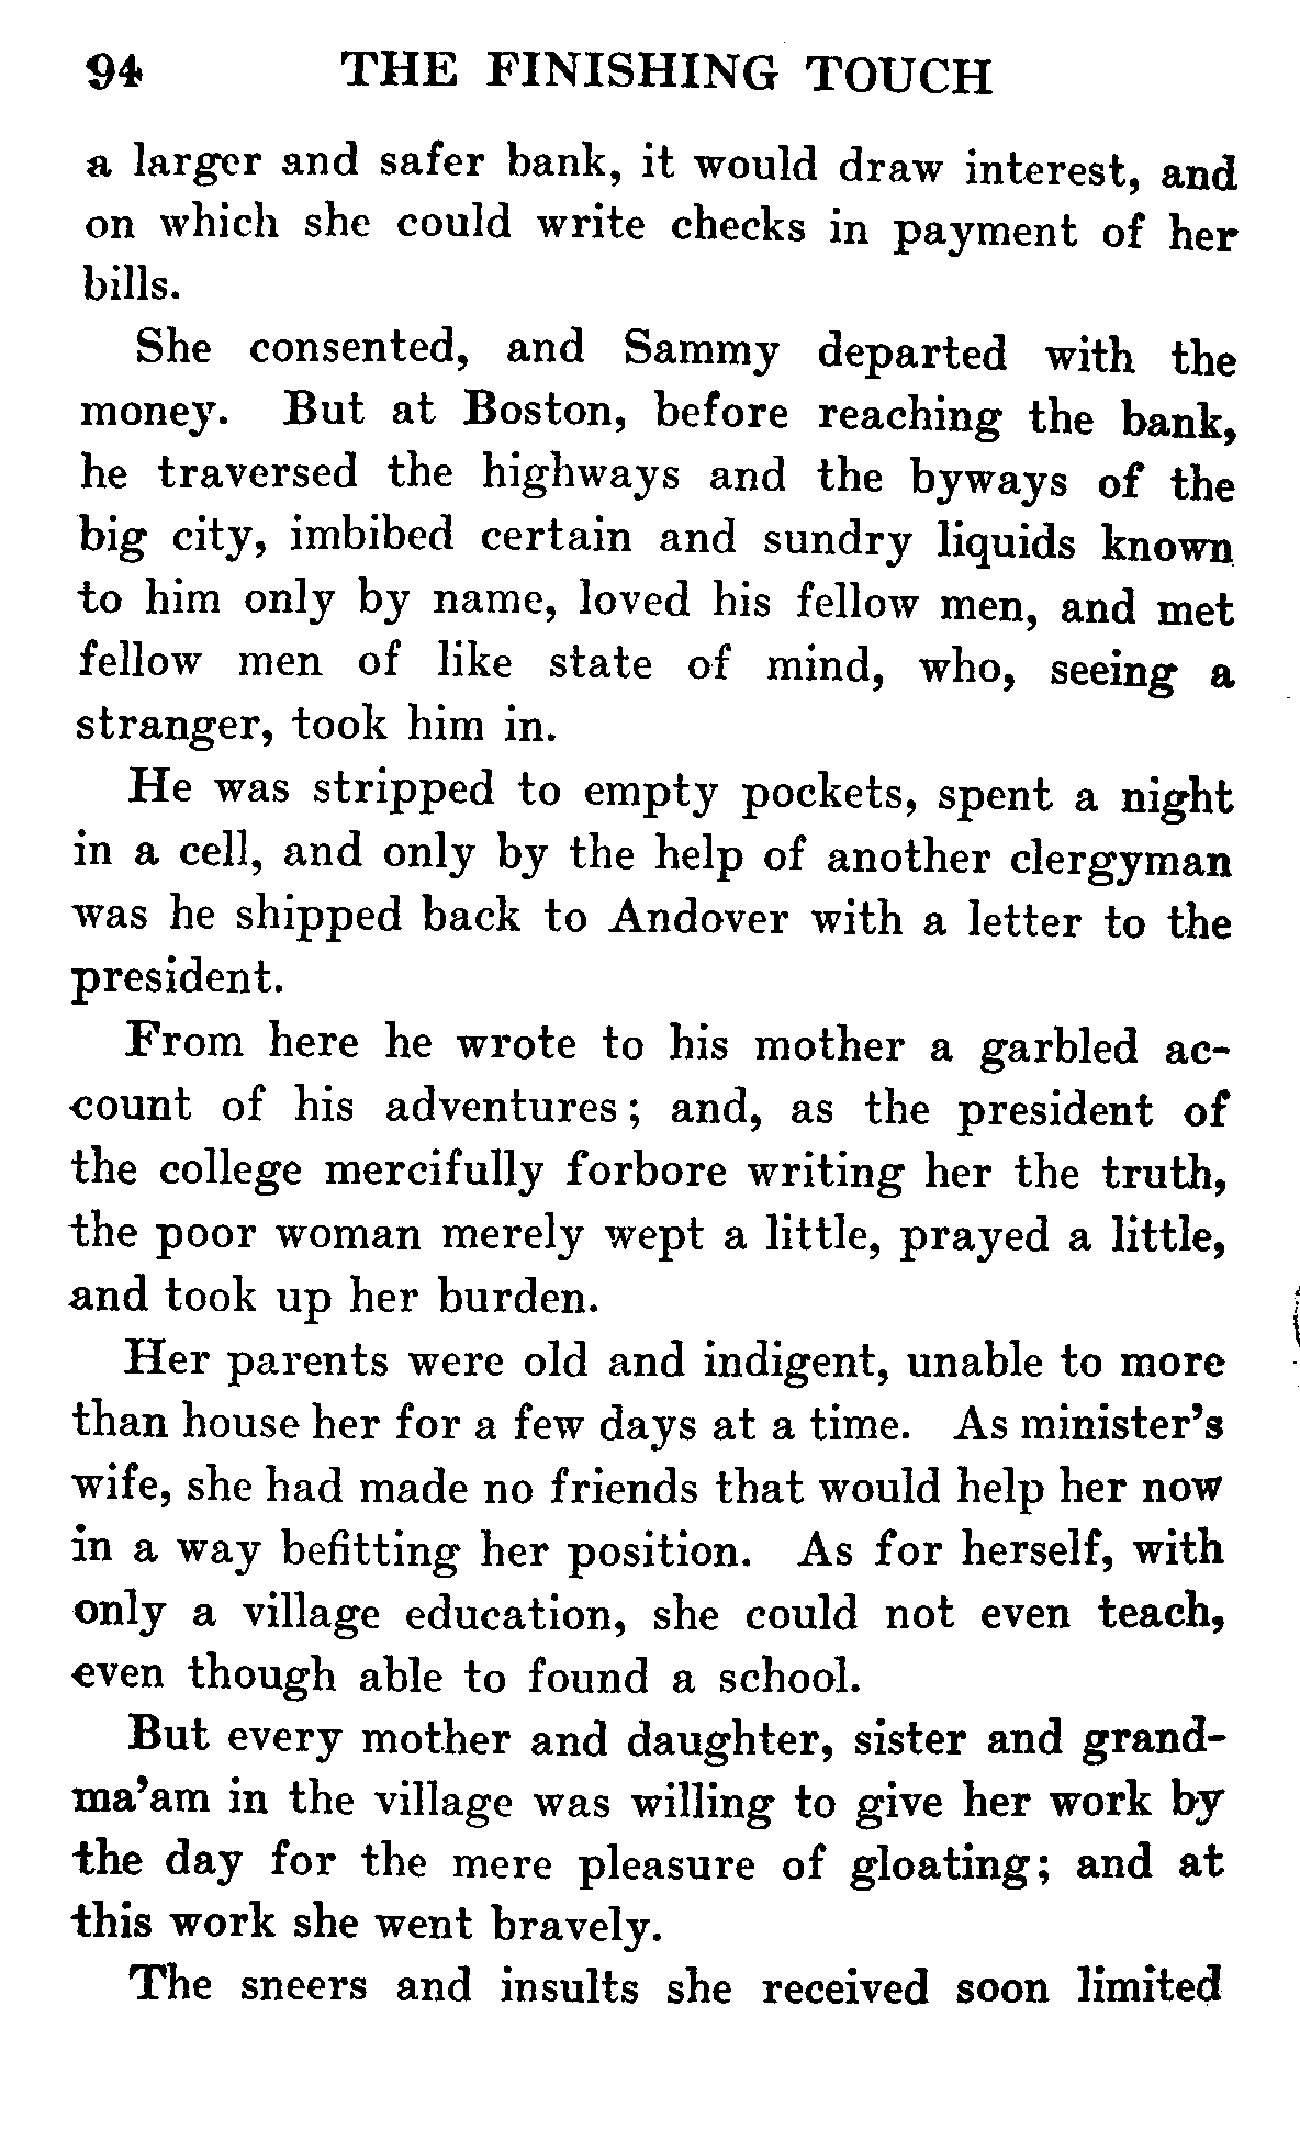 94 THE FINISHING TOUCH
a larger and safer bank, it would draw interest, and
on which she could write checks in payment of her
bills.
She consented, and Sammy departed with the
money. But at Boston, before reaching the bank,
he traversed the highways and the byways of the
big city, imbibed certain and sundry liquids known
to him only by name, loved his fellow men, and met
fellow men of like state of mind, who, seeing a
stranger, took him in.
He was stripped to empty pockets, spent a night
in a cell, and only by the help of another clergyman
was he shipped back to Andover with a letter to the
president.
From here he wrote to his mother a garbled ac-
count of his adventures; and, as the president of
the college mercifully forbore writing her the truth,
the poor woman merely wept a little, prayed a little,
and took up her burden.
Her parents were old and indigent, unable to more
than house her for a few days at a time. As minister's
wife, she had made no friends that would help her now
in a way befitting her position. As for herself, with
only a village education, she could not even teach,
even though able to found a school.
But every mother and daughter, sister and grand-
ma'am in the village was willing to give her work by
the day for the mere pleasure of gloating; and at
this work she went bravely.
The sneers and insults she received soon limited